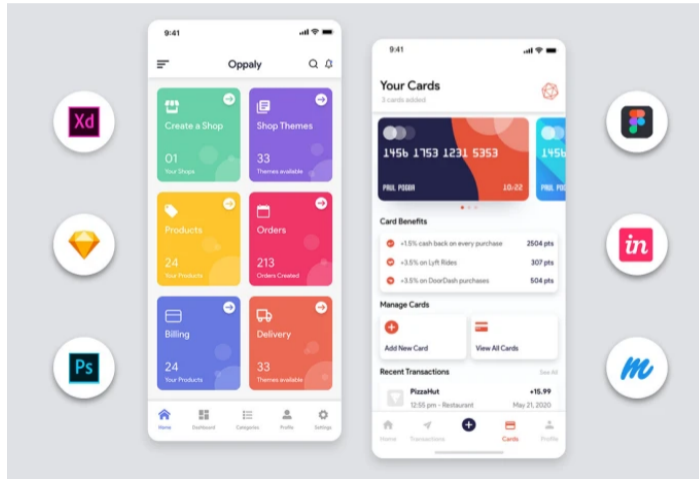 9:41
Oppaly
Create a Shop
01
Your Shops
Shop Themes
33
Themes available
Products
24
Your Products
Orders
213
Orders Created
Billing
24
Your Products
Delivery
33
Themes available
Home
Dashboard
Categories
Profile
Settings
9:41
Your Cards
3 cards added
1456 1753 1231 5353
PAUL POGBA
10-22
1456
PAUL P
Card Benefits
+1.5% cash back on every purchase 2504 pts
+3.5% on Lyft Rides 307 pts
+3.5% on DoorDash purchases 504 pts
Manage Cards
Add New Card
View All Cards
Recent Transactions See All
PizzaHut +15.99
12:55 pm - Restaurant May 21, 2020
Home
Transactions
Cards
Profile
Xd
Ps
in